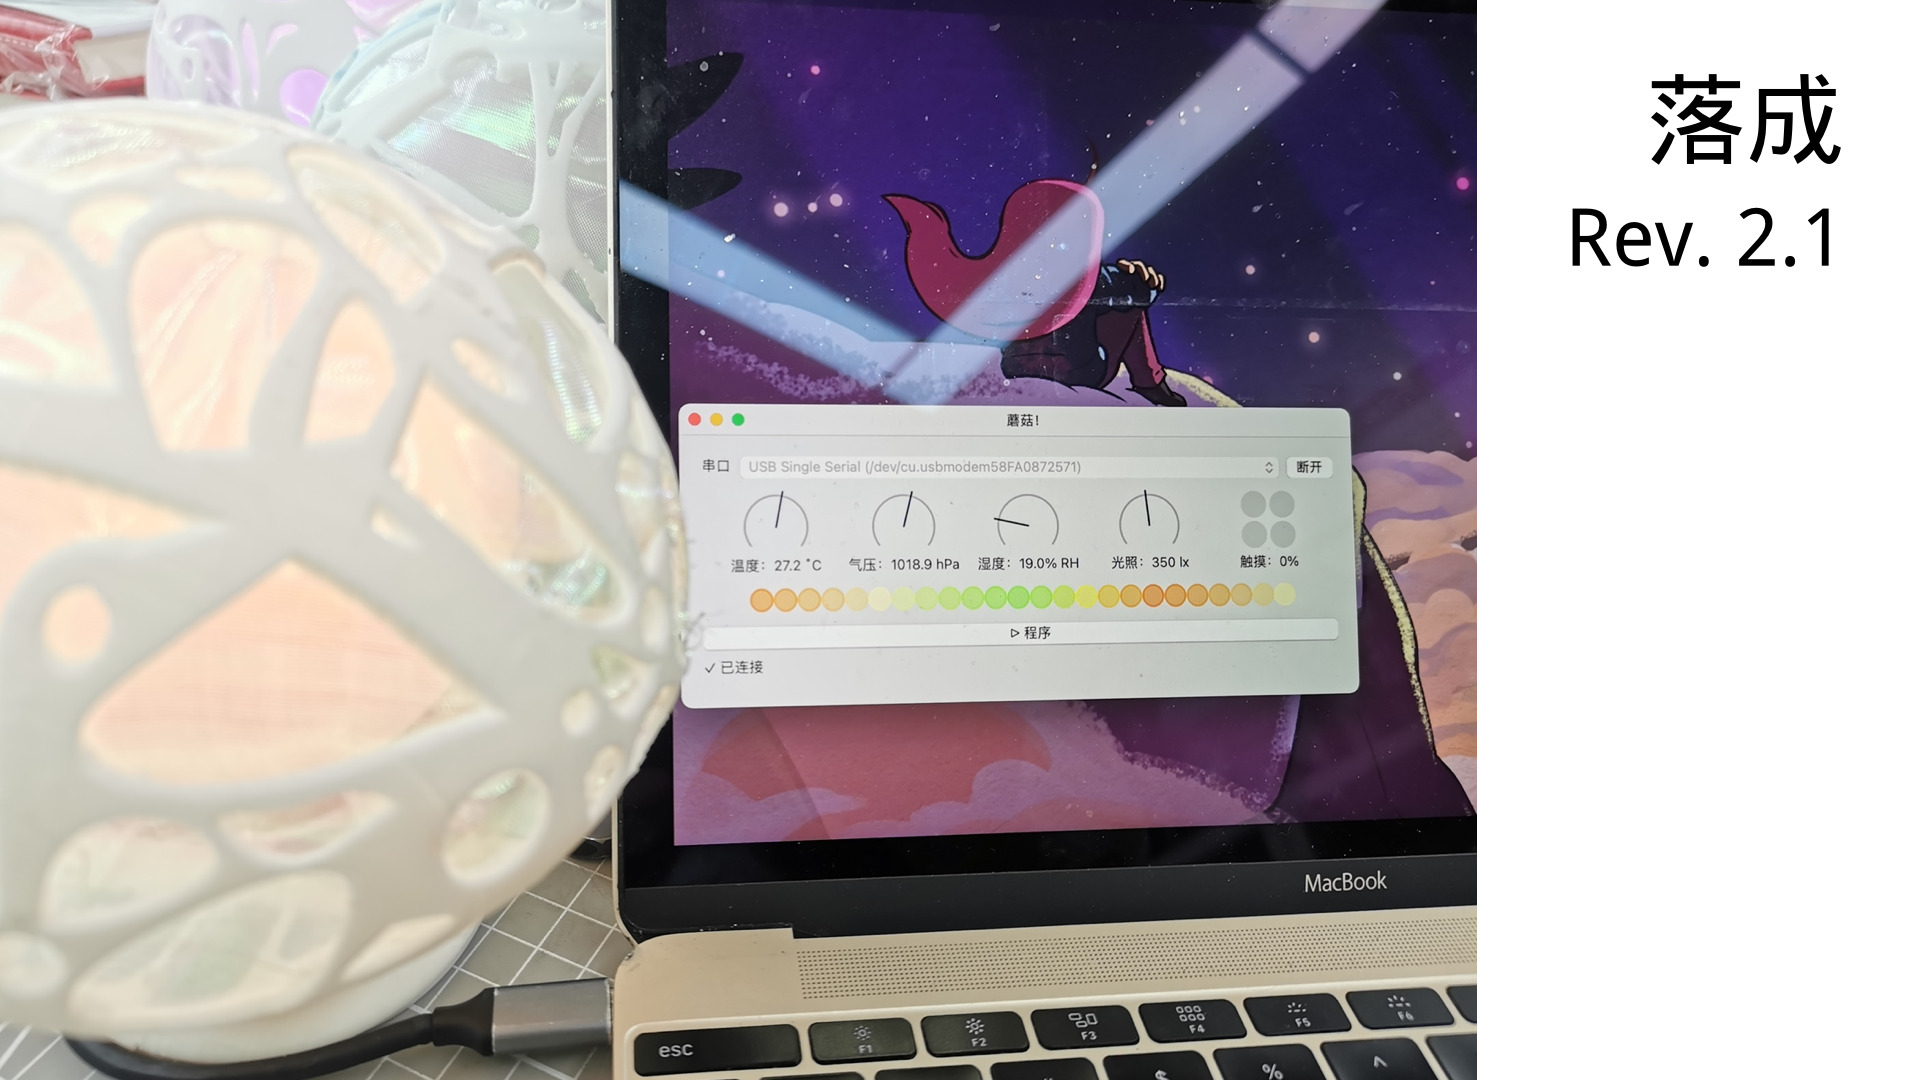 落成
Rev. 2.1
蘑菇!
串口 USB Single Serial (/dev/cu.usbmodem58FA0872571) 断开
温度: 27.2 °C 气压: 1018.9 hPa 湿度: 19.0% RH 光照: 350 lx 触摸: 0%
▷ 程序
✓ 已连接
MacBook
esc F1 F2 F3 F4 F5 F6
$ % ^